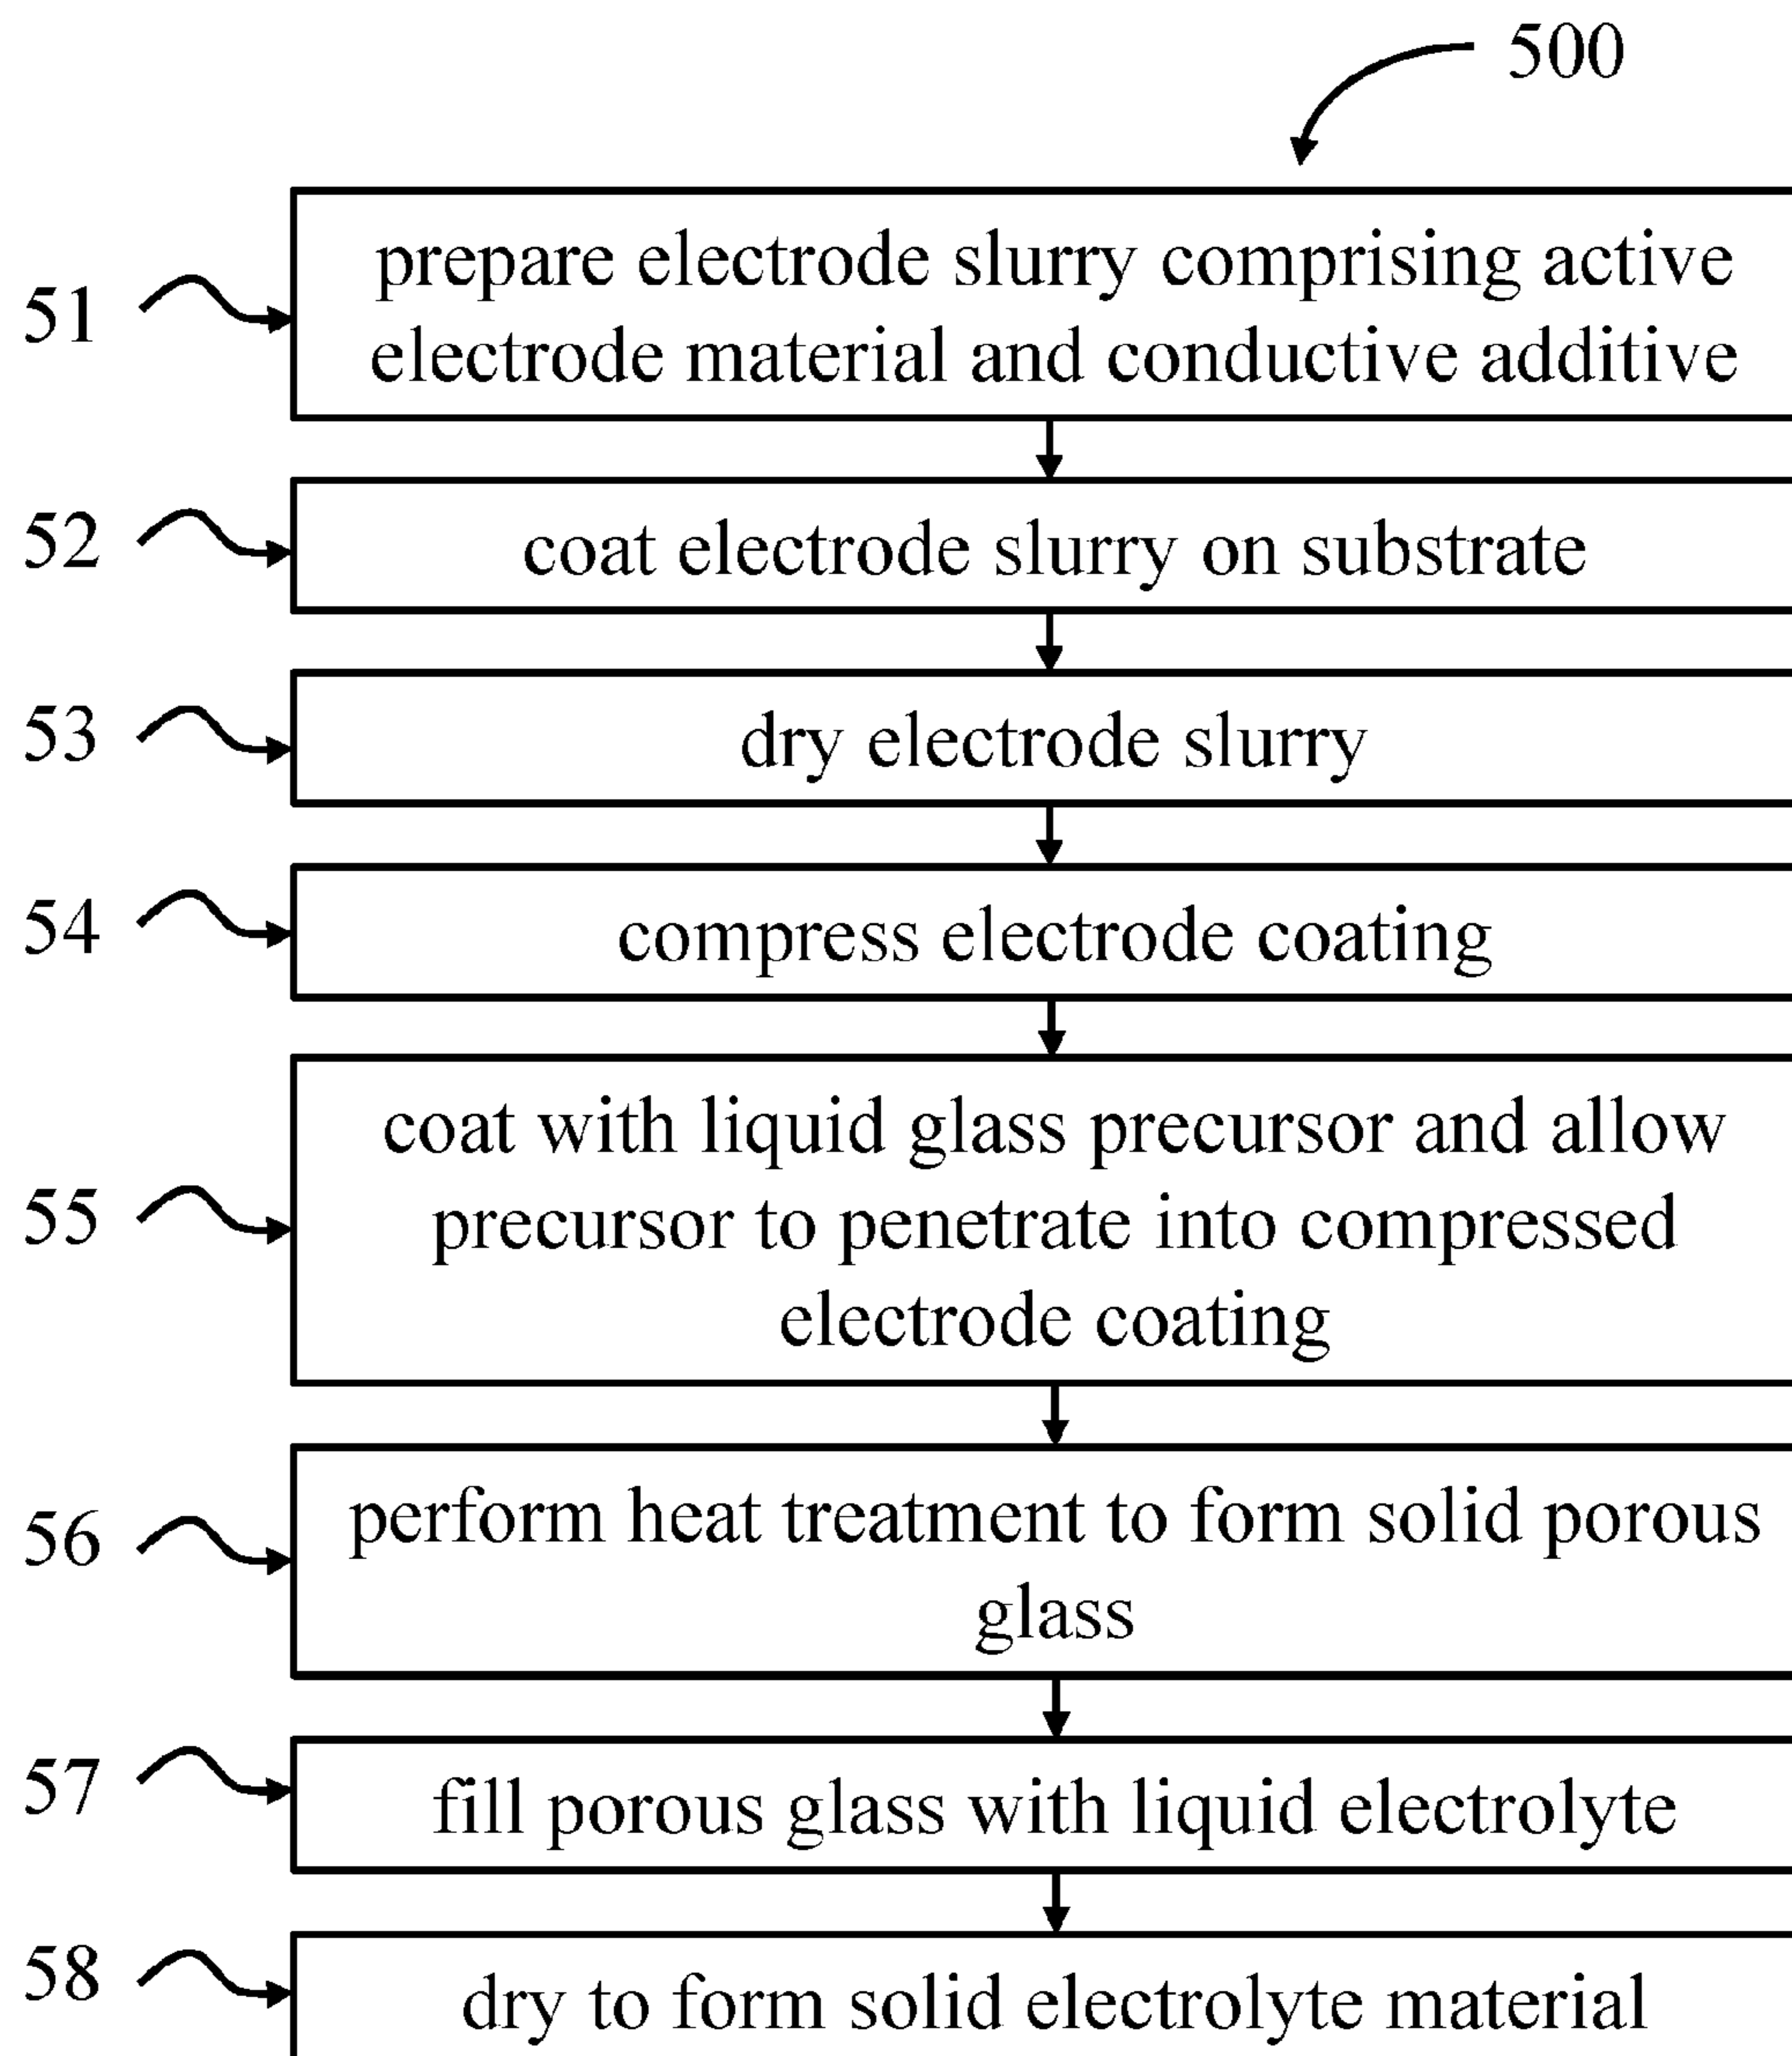 500
51
prepare electrode slurry comprising active
electrode material and conductive additive
52
coat electrode slurry on substrate
53
dry electrode slurry
54
compress electrode coating
55
coat with liquid glass precursor and allow
precursor to penetrate into compressed
electrode coating
56
perform heat treatment to form solid porous
glass
57
fill porous glass with liquid electrolyte
58
dry to form solid electrolyte material